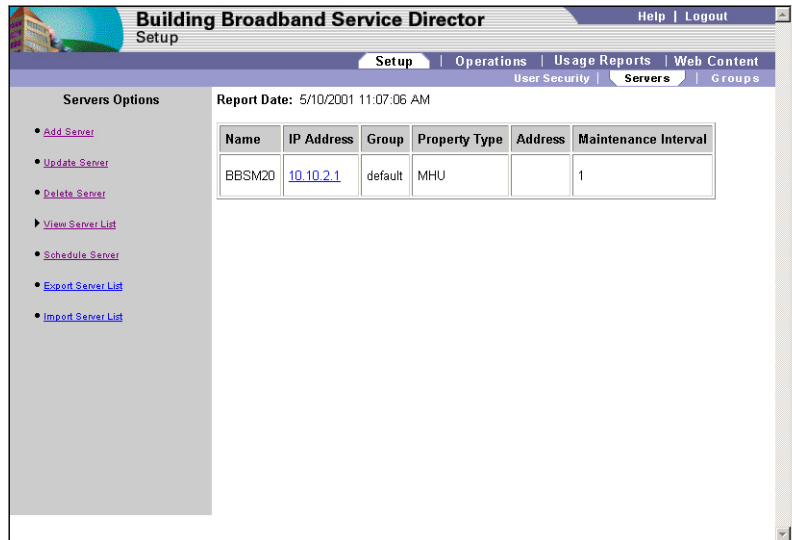 Building Broadband Service Director
Setup
Help | Logout
Setup | Operations | Usage Reports | Web Content
User Security | Servers | Groups
Servers Options
Add Server
Update Server
Delete Server
View Server List
Schedule Server
Export Server List
Import Server List
Report Date: 5/10/2001 11:07:06 AM
Name IP Address Group Property Type Address Maintenance Interval
BBSM20 10.10.2.1 default MHU 1